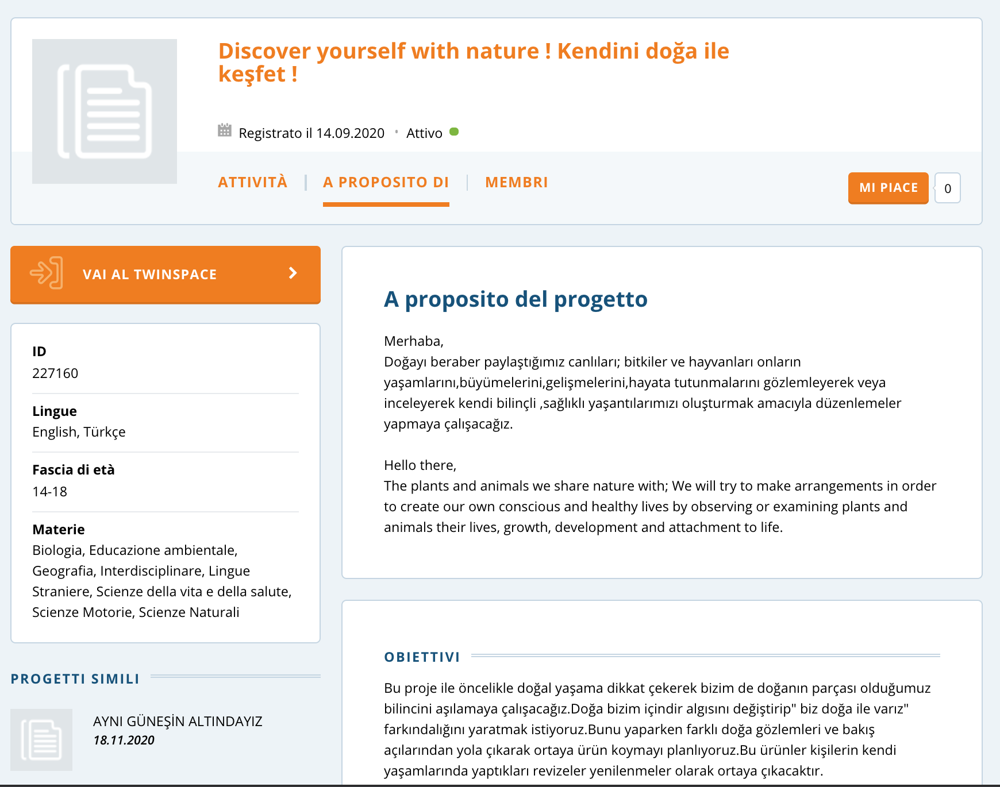 Discover yourself with nature ! Kendini doğa ile
keşfet !
Registrato il 14.09.2020 • Attivo
ATTIVITÀ
A PROPOSITO DI
MEMBRI
MI PIACE
0
VAI AL TWINSPACE
ID
227160
Lingue
English, Türkçe
Fascia di età
14-18
Materie
Biologia, Educazione ambientale,
Geografia, Interdisciplinare, Lingue
Straniere, Scienze della vita e della salute,
Scienze Motorie, Scienze Naturali
PROGETTI SIMILI
AYNI GÜNEŞİN ALTINDAYIZ
18.11.2020
A proposito del progetto
Merhaba,
Doğayı beraber paylaştığımız canlıları; bitkiler ve hayvanları onların
yaşamlarını,büyümelerini,gelişmelerini,hayata tutunmalarını gözlemleyerek veya
inceleyerek kendi bilinçli ,sağlıklı yaşantılarımızı oluşturmak amacıyla düzenlemeler
yapmaya çalışacağız.
Hello there,
The plants and animals we share nature with; We will try to make arrangements in order
to create our own conscious and healthy lives by observing or examining plants and
animals their lives, growth, development and attachment to life.
OBIETTIVI
Bu proje ile öncelikle doğal yaşama dikkat çekerek bizim de doğanın parçası olduğumuz
bilincini aşılamaya çalışacağız.Doğa bizim içindir algısını değiştirip" biz doğa ile varız"
farkındalığını yaratmak istiyoruz.Bunu yaparken farklı doğa gözlemleri ve bakış
açılarından yola çıkarak ortaya ürün koymayı planlıyoruz.Bu ürünler kişilerin kendi
yaşamlarında yaptıkları revizeler yenilenmeler olarak ortaya çıkacaktır.